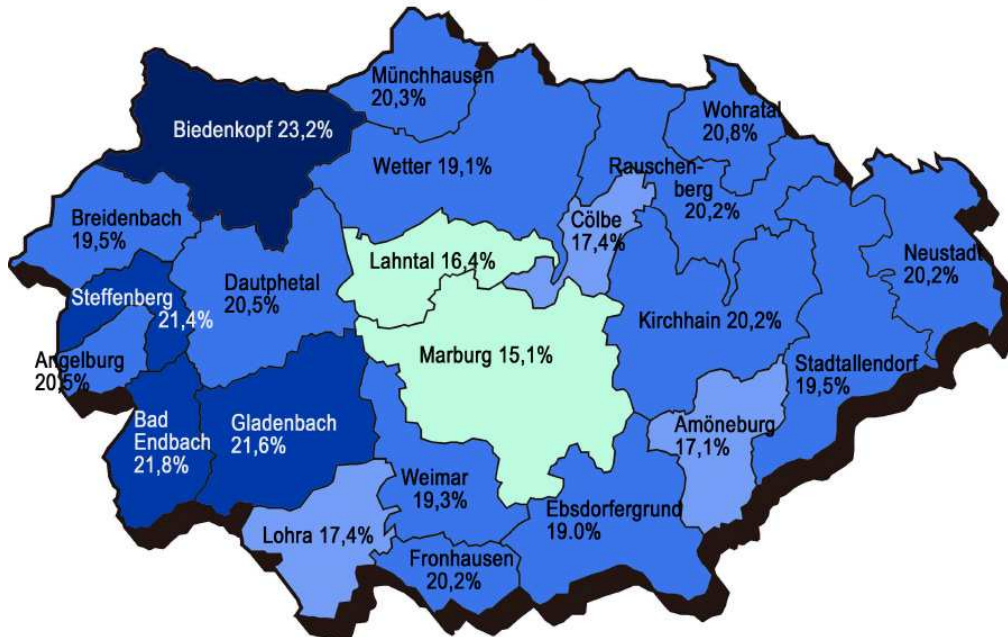 Münchhausen
20,3%
Biedenkopf 23,2%
Wohratal
20,8%
Wetter 19,1%
Rauschen-
berg
20,2%
Breidenbach
19,5%
Cölbe
17,4%
Lahntal 16,4%
Neustadt
20,2%
Dautphetal
20,5%
Steffenberg
21,4%
Kirchhain 20,2%
Angelburg
20,5%
Marburg 15,1%
Stadtallendorf
19,5%
Bad
Endbach
21,8%
Gladenbach
21,6%
Amöneburg
17,1%
Weimar
19,3%
Ebsdorfergrund
19.0%
Lohra 17,4%
Fronhausen
20,2%